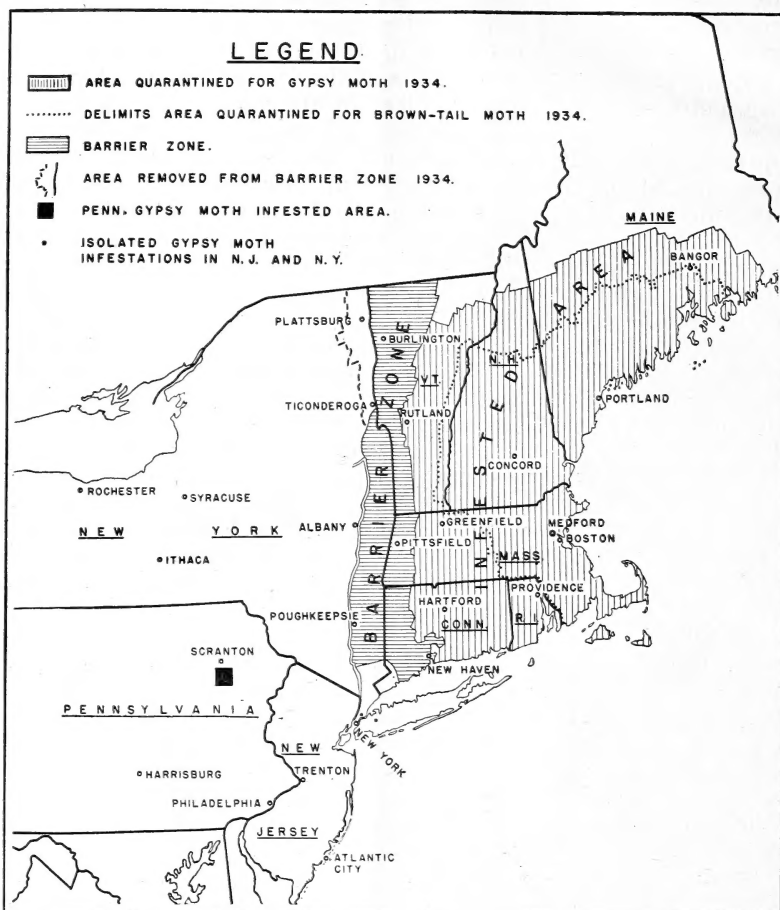 LEGEND
AREA QUARANTINED FOR GYPSY MOTH 1934.
DELIMITS AREA QUARANTINED FOR BROWN-TAIL MOTH 1934.
BARRIER ZONE.
AREA REMOVED FROM BARRIER ZONE 1934.
PENN. GYPSY MOTH INFESTED AREA.
ISOLATED GYPSY MOTH
INFESTATIONS IN N.J. AND N.Y.
MAINE
BANGOR
INFESTED AREA
PLATTSBURG
BURLINGTON
BARRIER ZONE
N.H.
VT.
TICONDEROGA
RUTLAND
PORTLAND
CONCORD
ROCHESTER
SYRACUSE
NEW YORK
ALBANY
GREENFIELD
MEDFORD
BOSTON
PITTSFIELD
MASS.
ITHACA
PROVIDENCE
HARTFORD
POUGHKEEPSIE
CONN.
R.I.
SCRANTON
NEW HAVEN
PENNSYLVANIA
NEW
NEW YORK
TRENTON
HARRISBURG
PHILADELPHIA
JERSEY
ATLANTIC
CITY